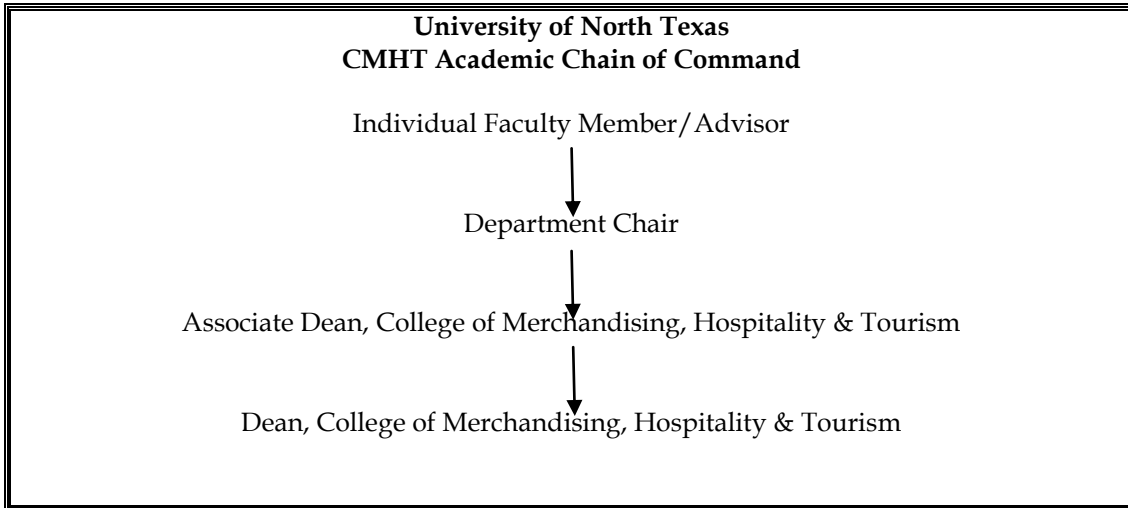 University of North Texas
CMHT Academic Chain of Command
Individual Faculty Member/Advisor
Department Chair
Associate Dean, College of Merchandising, Hospitality & Tourism
Dean, College of Merchandising, Hospitality & Tourism